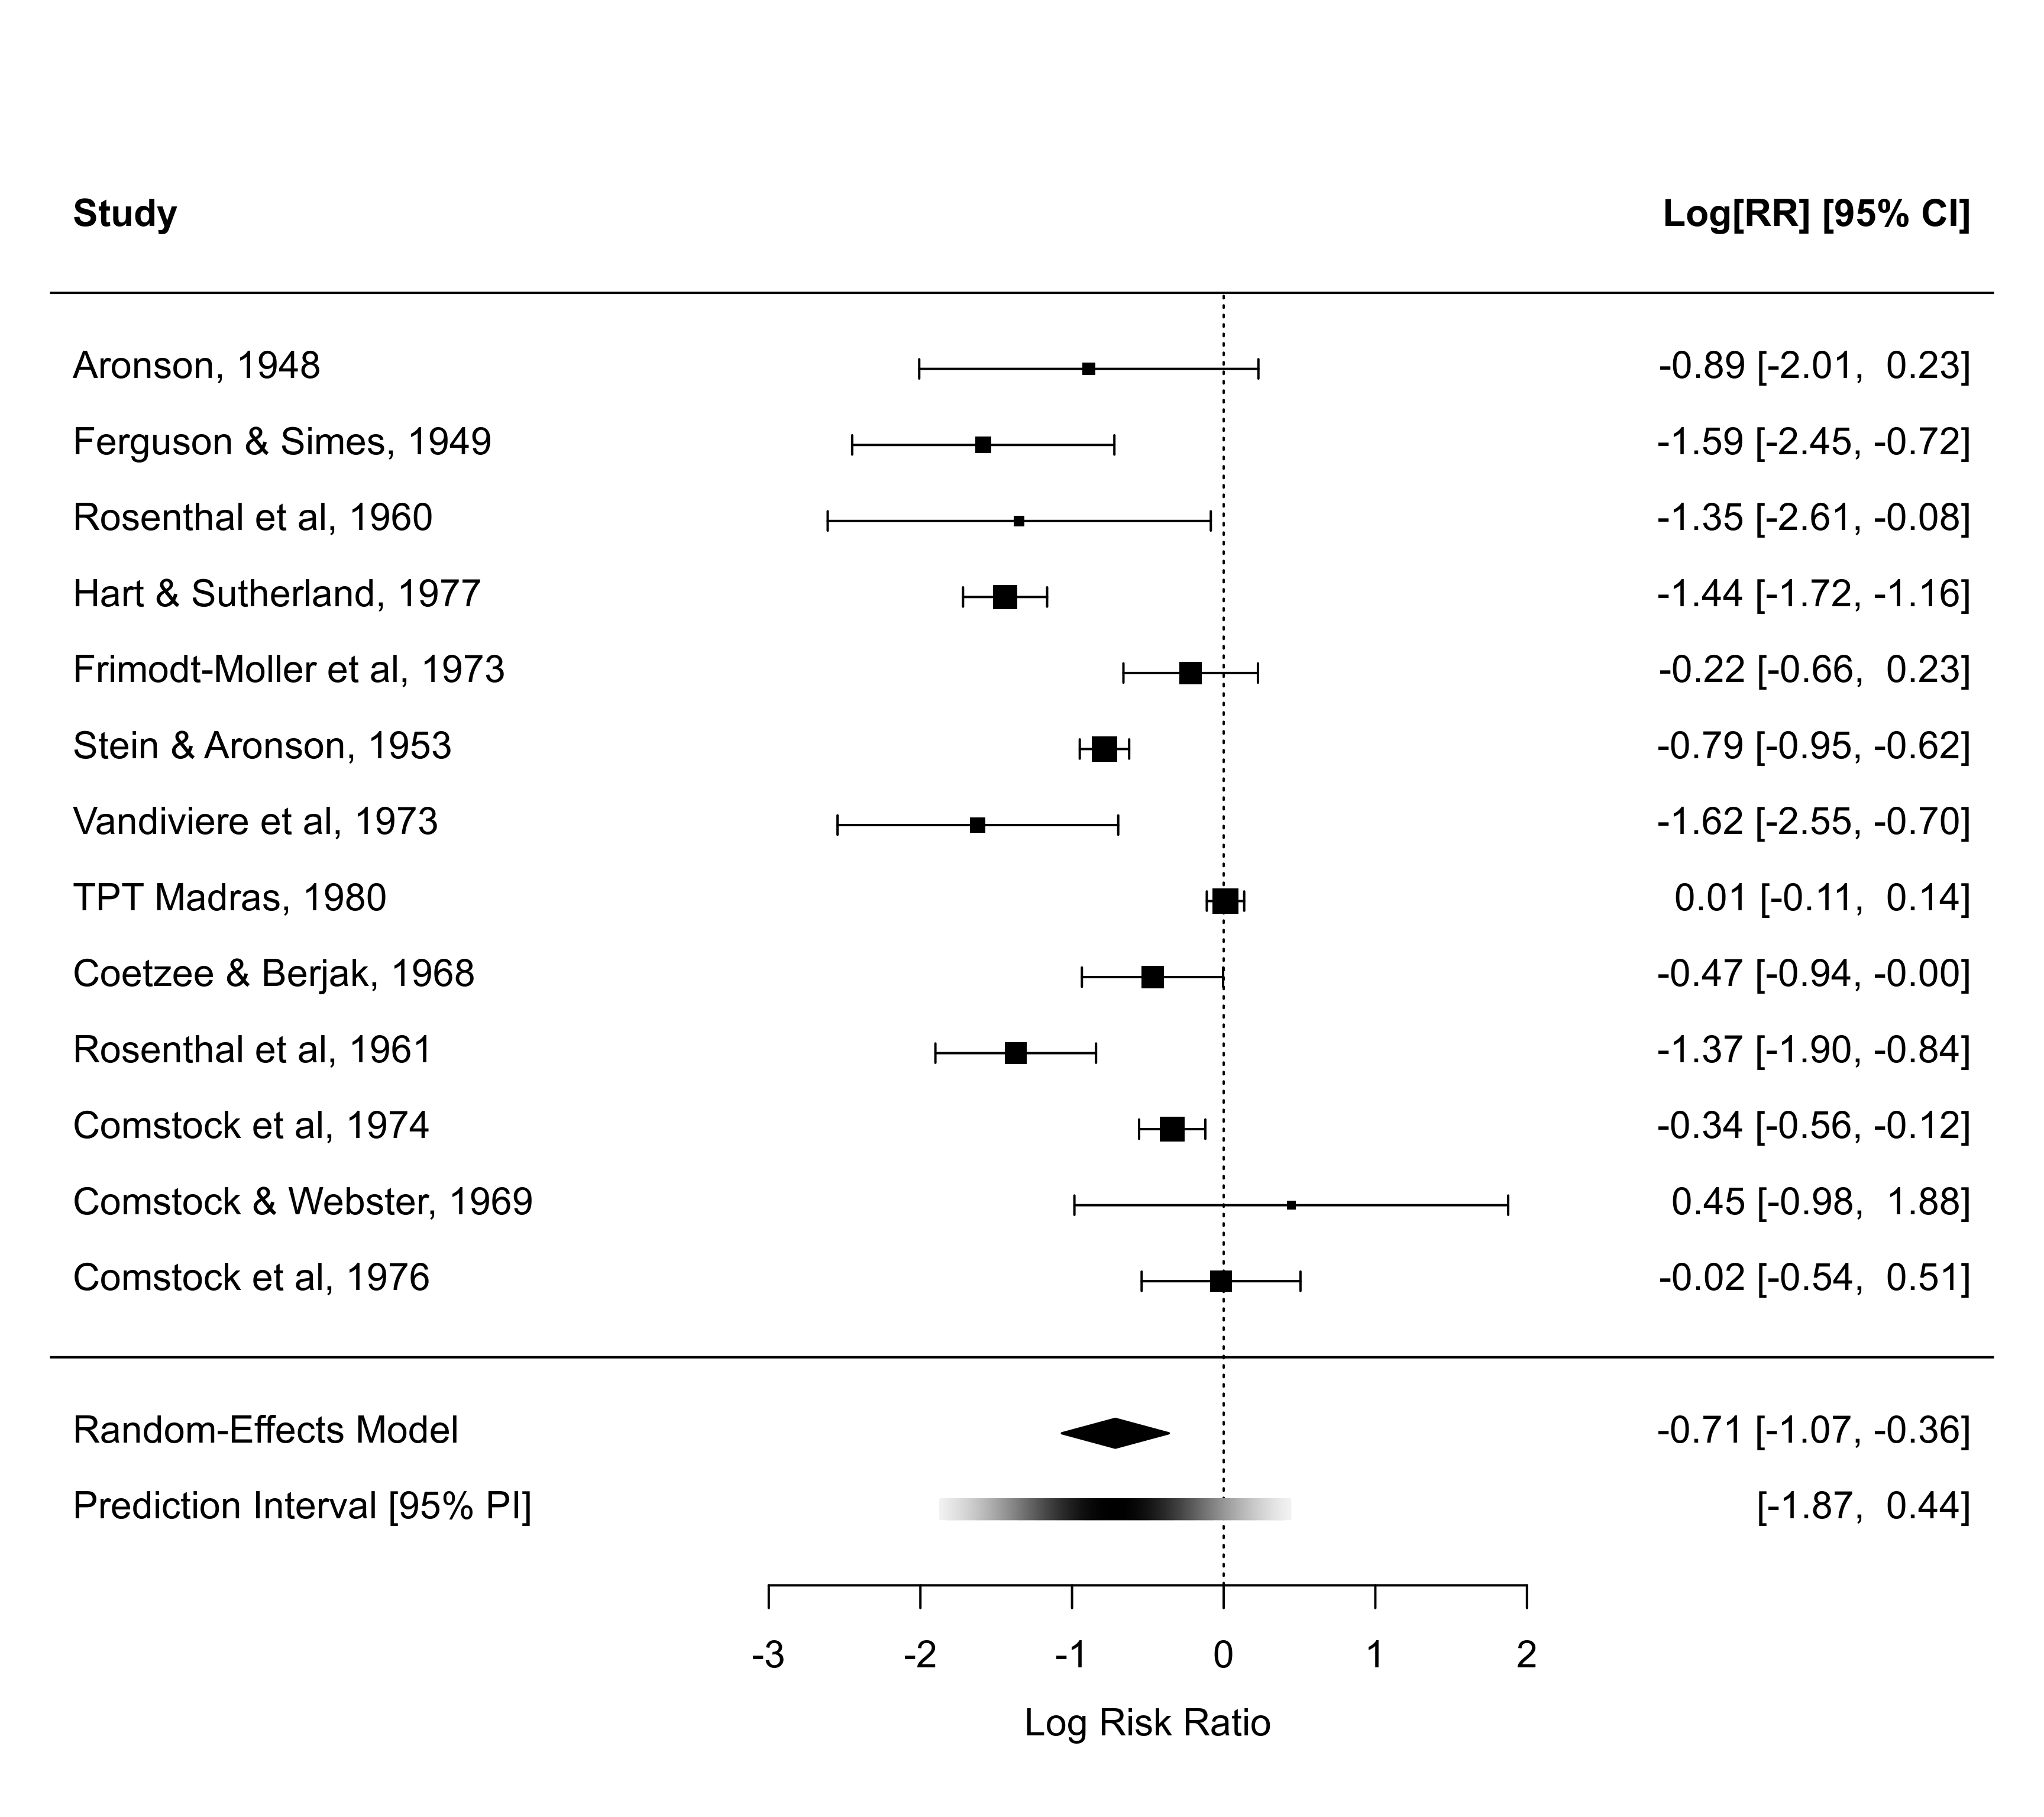 Study Log[RR] [95% CI]
Aronson, 1948 -0.89 [-2.01, 0.23]
Ferguson & Simes, 1949 -1.59 [-2.45, -0.72]
Rosenthal et al, 1960 -1.35 [-2.61, -0.08]
Hart & Sutherland, 1977 -1.44 [-1.72, -1.16]
Frimodt-Moller et al, 1973 -0.22 [-0.66, 0.23]
Stein & Aronson, 1953 -0.79 [-0.95, -0.62]
Vandiviere et al, 1973 -1.62 [-2.55, -0.70]
TPT Madras, 1980 0.01 [-0.11, 0.14]
Coetzee & Berjak, 1968 -0.47 [-0.94, -0.00]
Rosenthal et al, 1961 -1.37 [-1.90, -0.84]
Comstock et al, 1974 -0.34 [-0.56, -0.12]
Comstock & Webster, 1969 0.45 [-0.98, 1.88]
Comstock et al, 1976 -0.02 [-0.54, 0.51]
Random-Effects Model -0.71 [-1.07, -0.36]
Prediction Interval [95% PI] [-1.87, 0.44]
-3 -2 -1 0 1 2
Log Risk Ratio